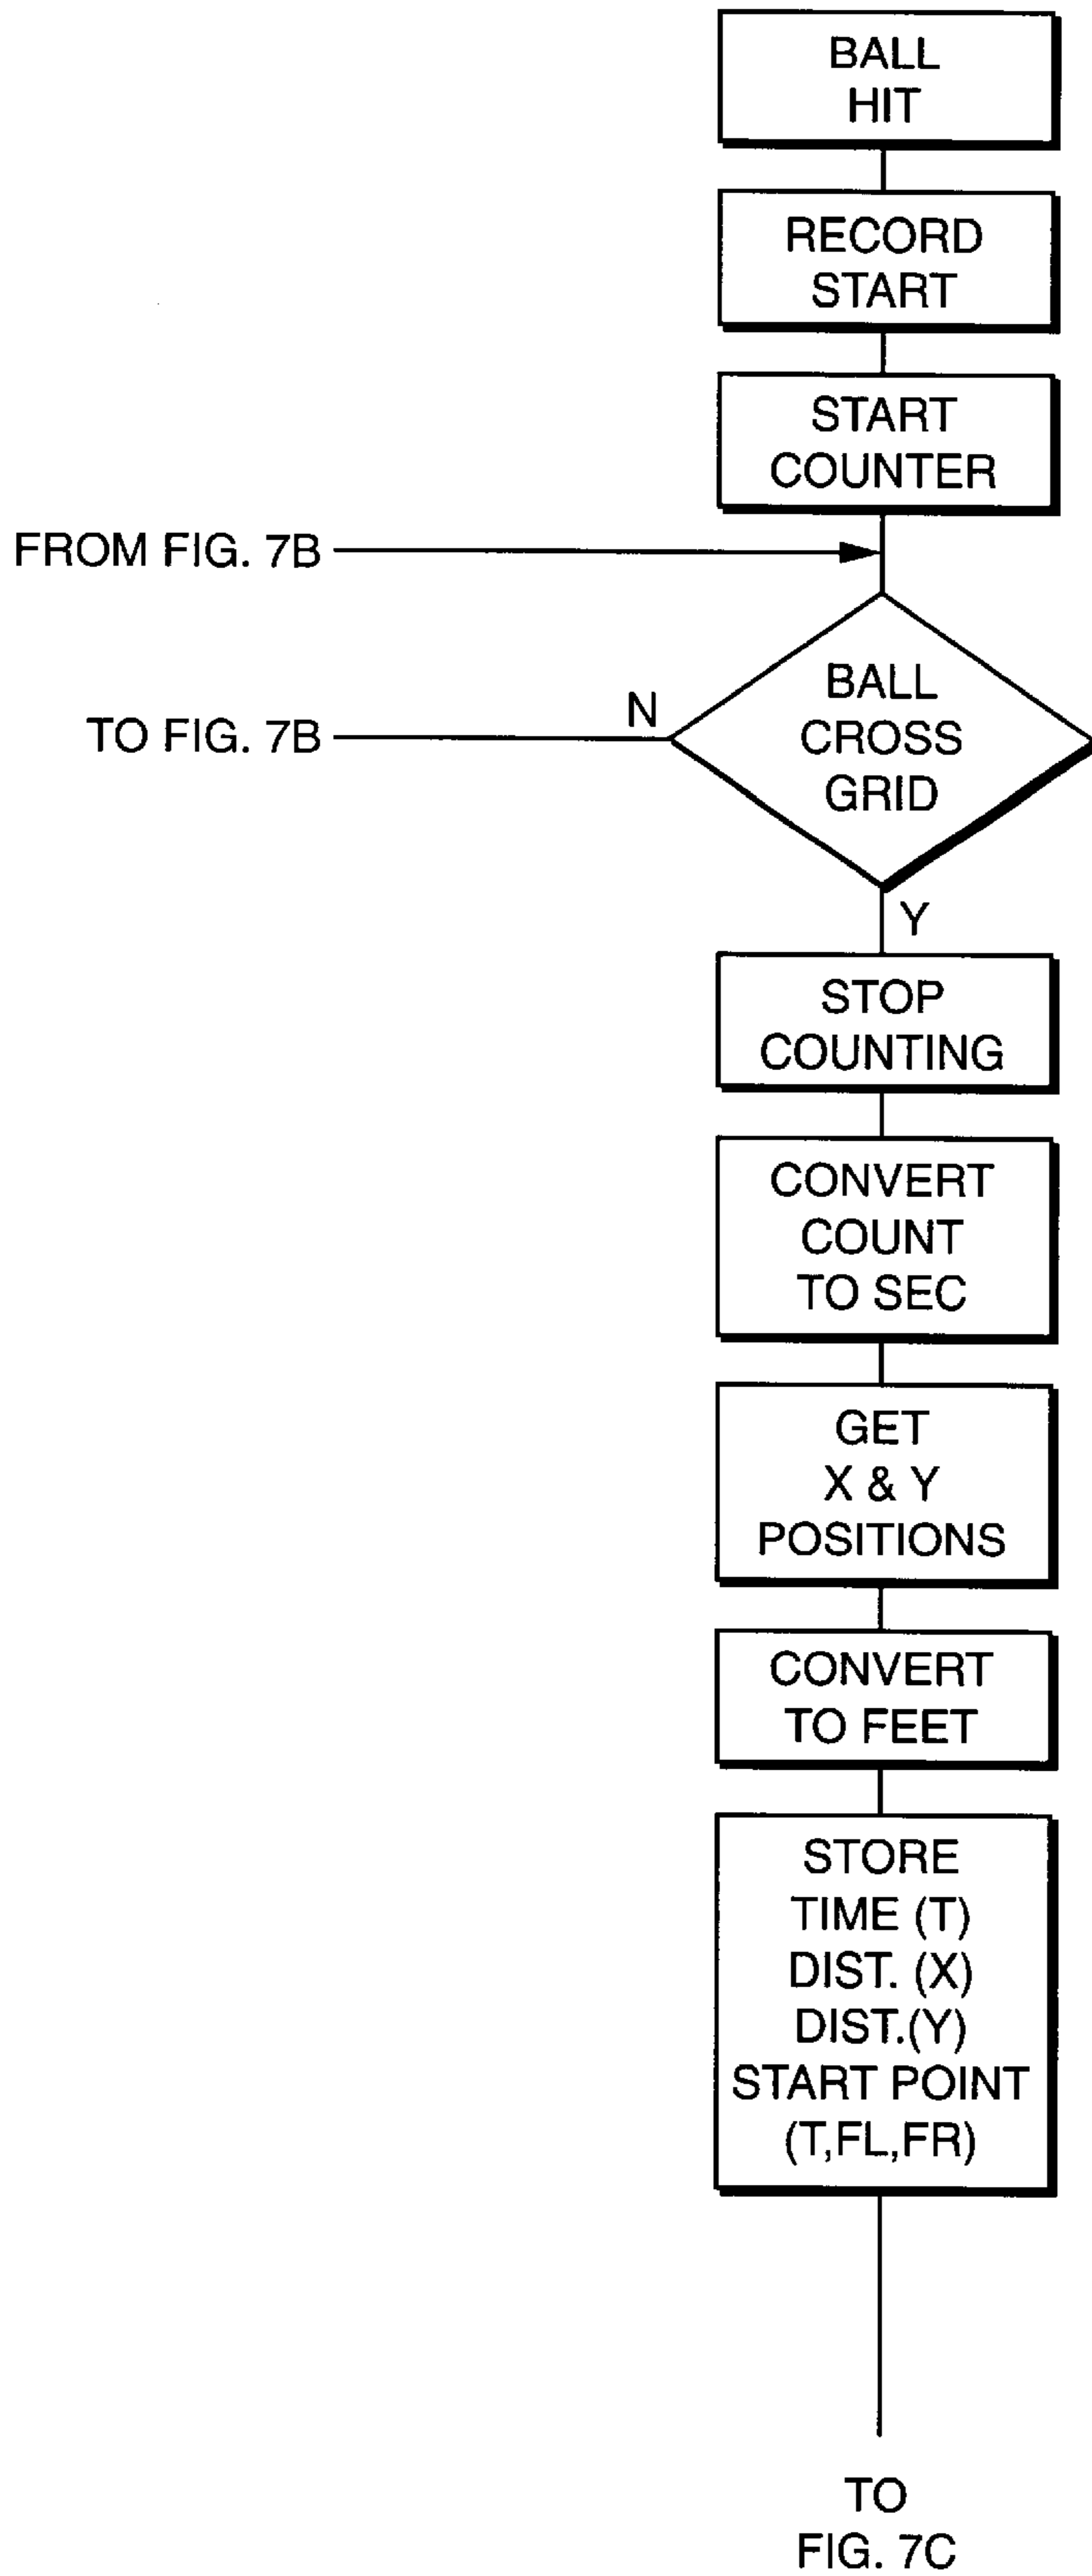 BALL
HIT
RECORD
START
START
COUNTER
FROM FIG. 7B
BALL
CROSS
GRID
N
TO FIG. 7B
Y
STOP
COUNTING
CONVERT
COUNT
TO SEC
GET
X & Y
POSITIONS
CONVERT
TO FEET
STORE
TIME (T)
DIST. (X)
DIST.(Y)
START POINT
(T,FL,FR)
TO
FIG. 7C